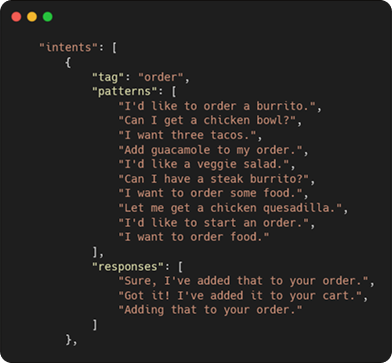 "intents": [
{
"tag": "order",
"patterns": [
"I'd like to order a burrito.",
"Can I get a chicken bowl?",
"I want three tacos.",
"Add guacamole to my order.",
"I'd like a veggie salad.",
"Can I have a steak burrito?",
"I want to order some food.",
"Let me get a chicken quesadilla.",
"I'd like to start an order.",
"I want to order food."
],
"responses": [
"Sure, I've added that to your order.",
"Got it! I've added it to your cart.",
"Adding that to your order."
]
},